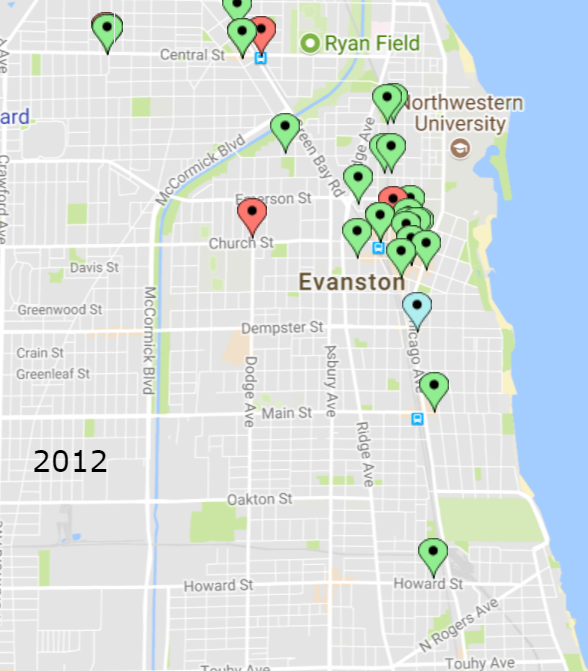 Central St
Ryan Field
Northwestern
University
ard
McCormick Blvd
Green Bay Rd
Crawford Ave
Emerson St
Church St
Davis St
Evanston
Greenwood St
McCormick Blvd
Dempster St
Chicago Ave
Crain St
Greenleaf St
Dodge Ave
Asbury Ave
Main St
Ridge Ave
2012
Oakton St
Howard St
Howard St
N Rogers Ave
Touhy Ave
Touhy Ave